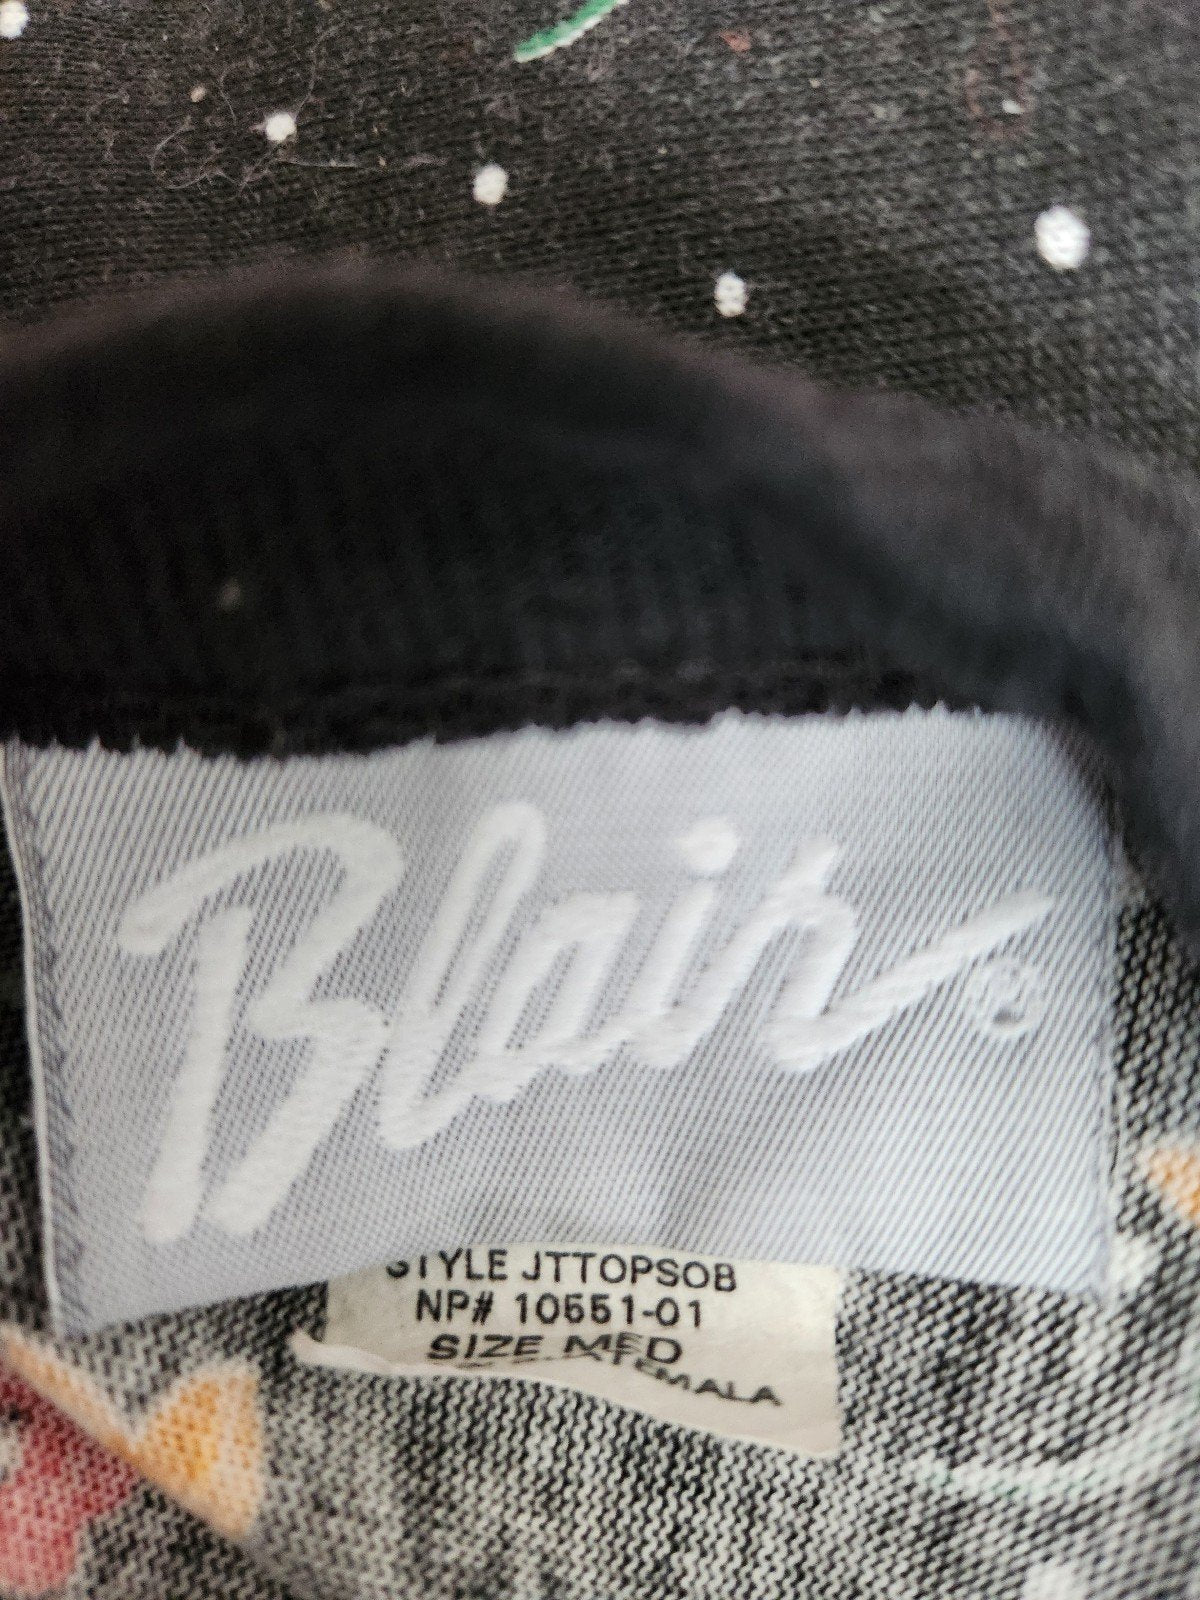 Blair®
STYLE JTTOPSOB
NP# 10551-01
SIZE MED